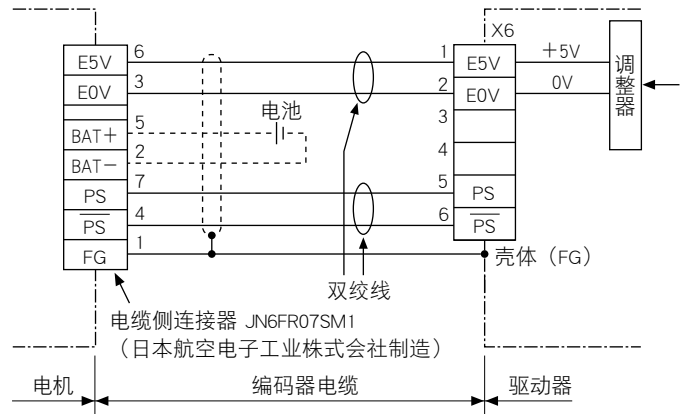 X6
E5V 6 1 E5V +5V
E0V 3 2 E0V 0V
调整器
电池
3
BAT+ 5
4
BAT- 2
PS 7 5 PS
PS 4 6 PS
FG 1
壳体（FG）
双绞线
电缆侧连接器 JN6FR07SM1
（日本航空电子工业株式会社制造）
电机 编码器电缆 驱动器